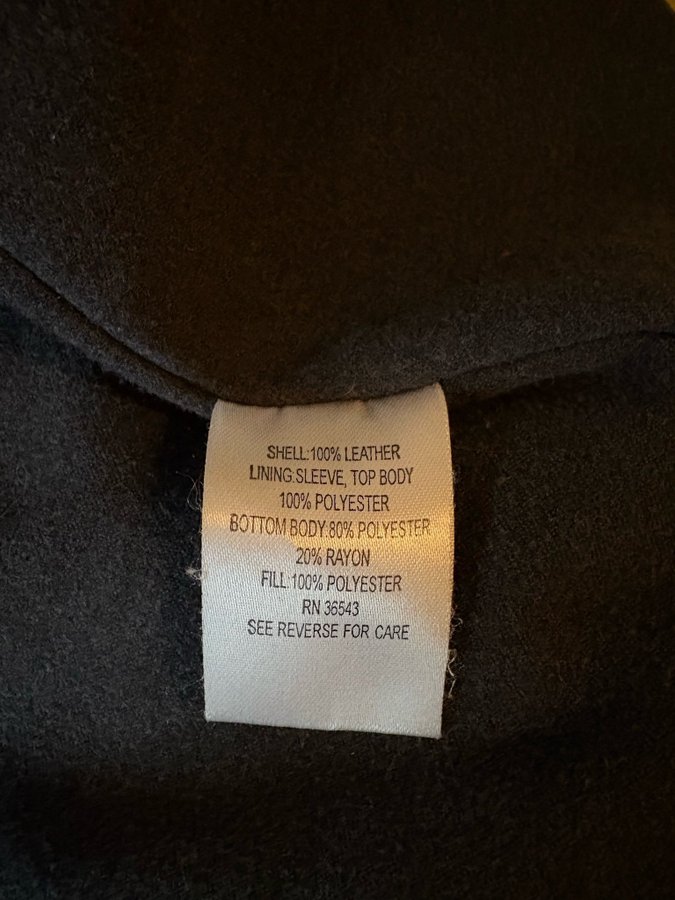 SHELL:100% LEATHER
LINING:SLEEVE, TOP BODY
100% POLYESTER
BOTTOM BODY:80% POLYESTER
20% RAYON
FILL:100% POLYESTER
RN 36543
SEE REVERSE FOR CARE